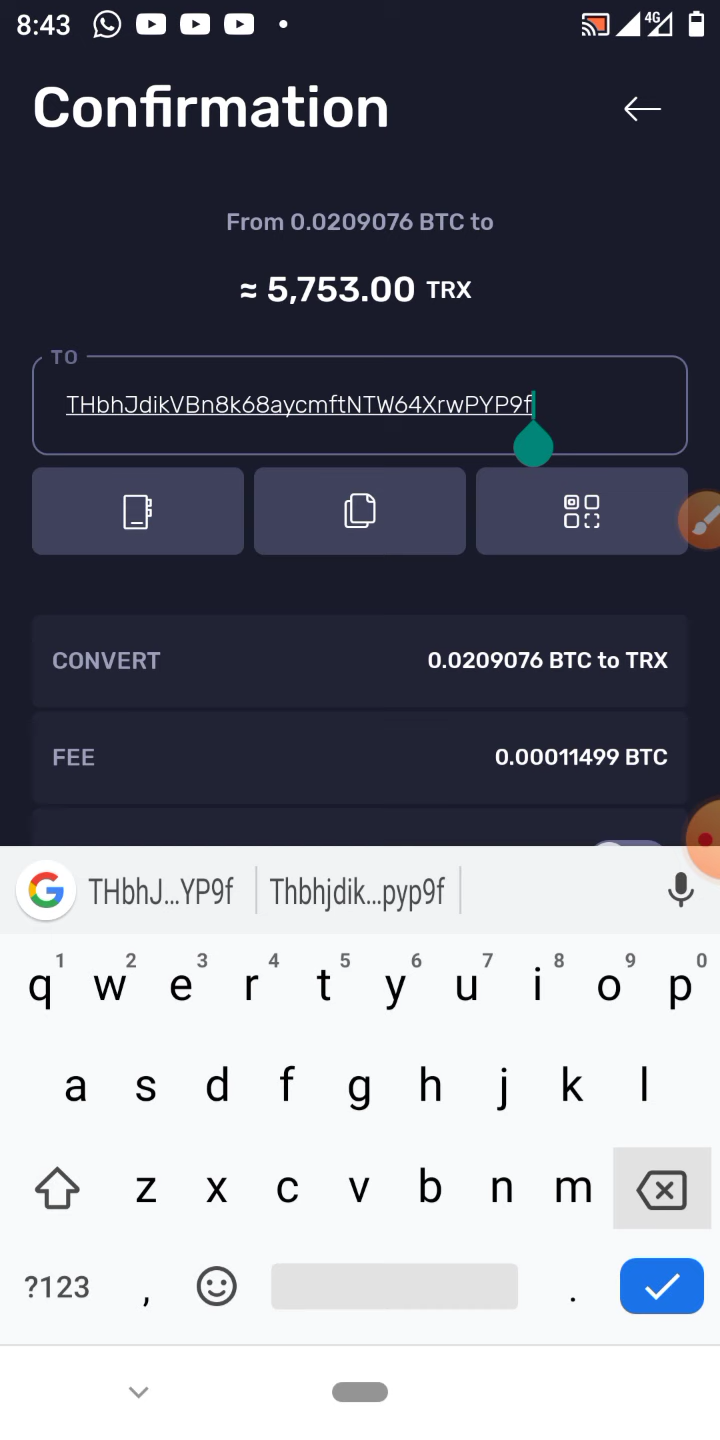 8:43
4G
Confirmation
From 0.0209076 BTC to
≈ 5,753.00 TRX
TO
THbhJdikVBn8k68aycmftNTW64XrwPYP9f
CONVERT 0.0209076 BTC to TRX
FEE 0.00011499 BTC
G THbhJ...YP9f Thbhjdik...pyp9f
1 2 3 4 5 6 7 8 9 0
q w e r t y u i o p
a s d f g h j k l
z x c v b n m
?123 , .